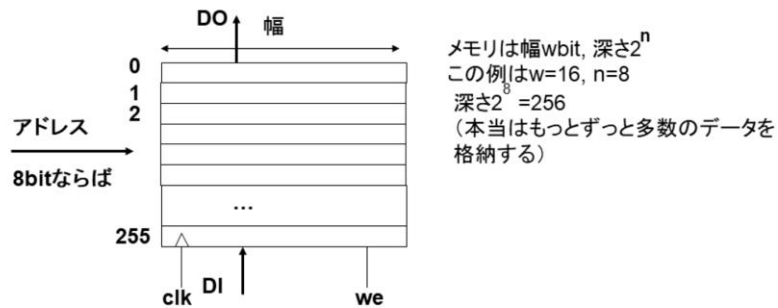 DO
幅
0
1
2
アドレス
8bitならば
...
255
clk
DI
we
メモリは幅wbit, 深さ2^n
この例はw=16, n=8
深さ2^8 =256
(本当はもっとずっと多数のデータを
格納する)